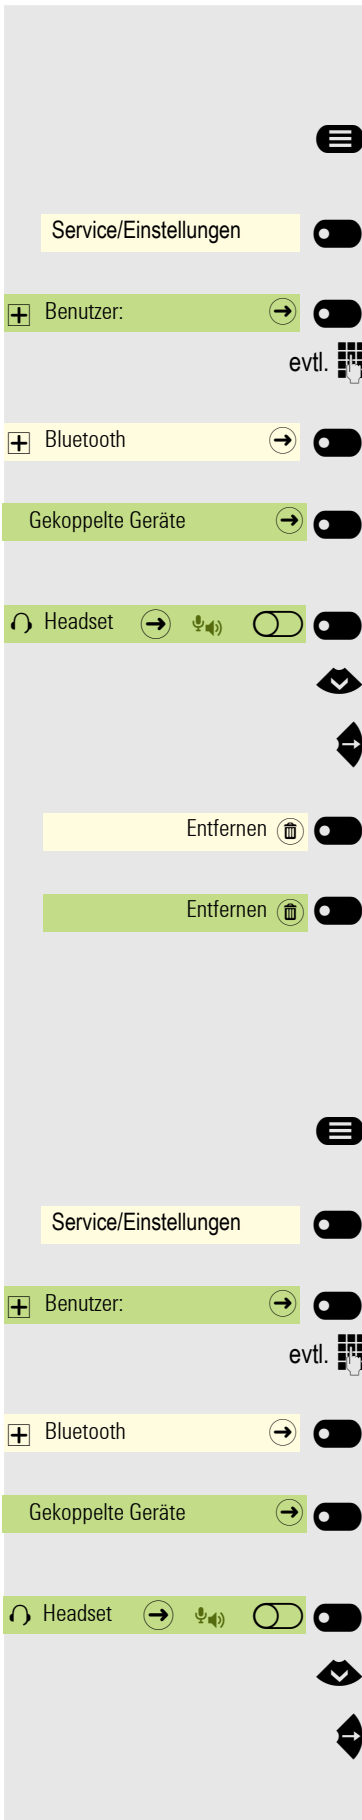 Service/Einstellungen
Benutzer:
evtl.
Bluetooth
Gekoppelte Geräte
Headset
Entfernen
Entfernen
Service/Einstellungen
Benutzer:
evtl.
Bluetooth
Gekoppelte Geräte
Headset